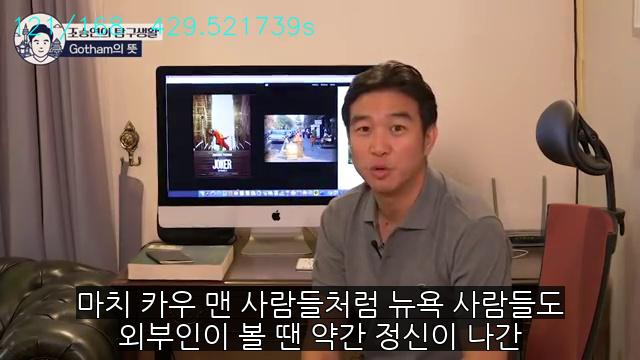 121/168, 429.521739s
조승연의 탐구생활
Gotham의 뜻
JOKER
마치 카우 맨 사람들처럼 뉴욕 사람들도
외부인이 볼 땐 약간 정신이 나간